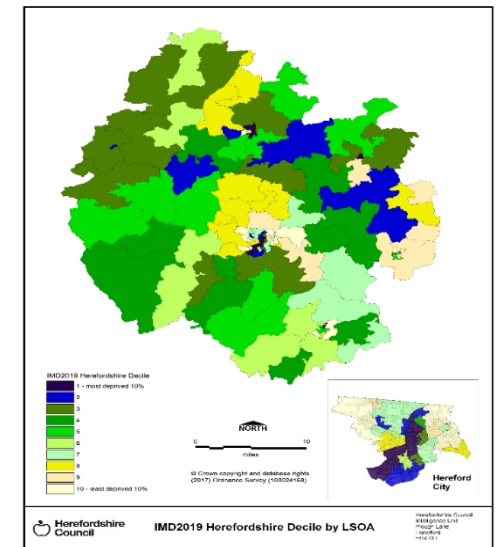 IMD2019 Herefordshire Decile
1 - most deprived 10%
2
3
4
5
6
7
8
9
10 - least deprived 10%
NORTH
0 10
miles
© Crown copyright and database rights
(2017) Ordnance Survey (100024168)
Hereford
City
Herefordshire
Council
IMD2019 Herefordshire Decile by LSOA
Herefordshire Council
Intelligence Unit
Plough Lane
Hereford